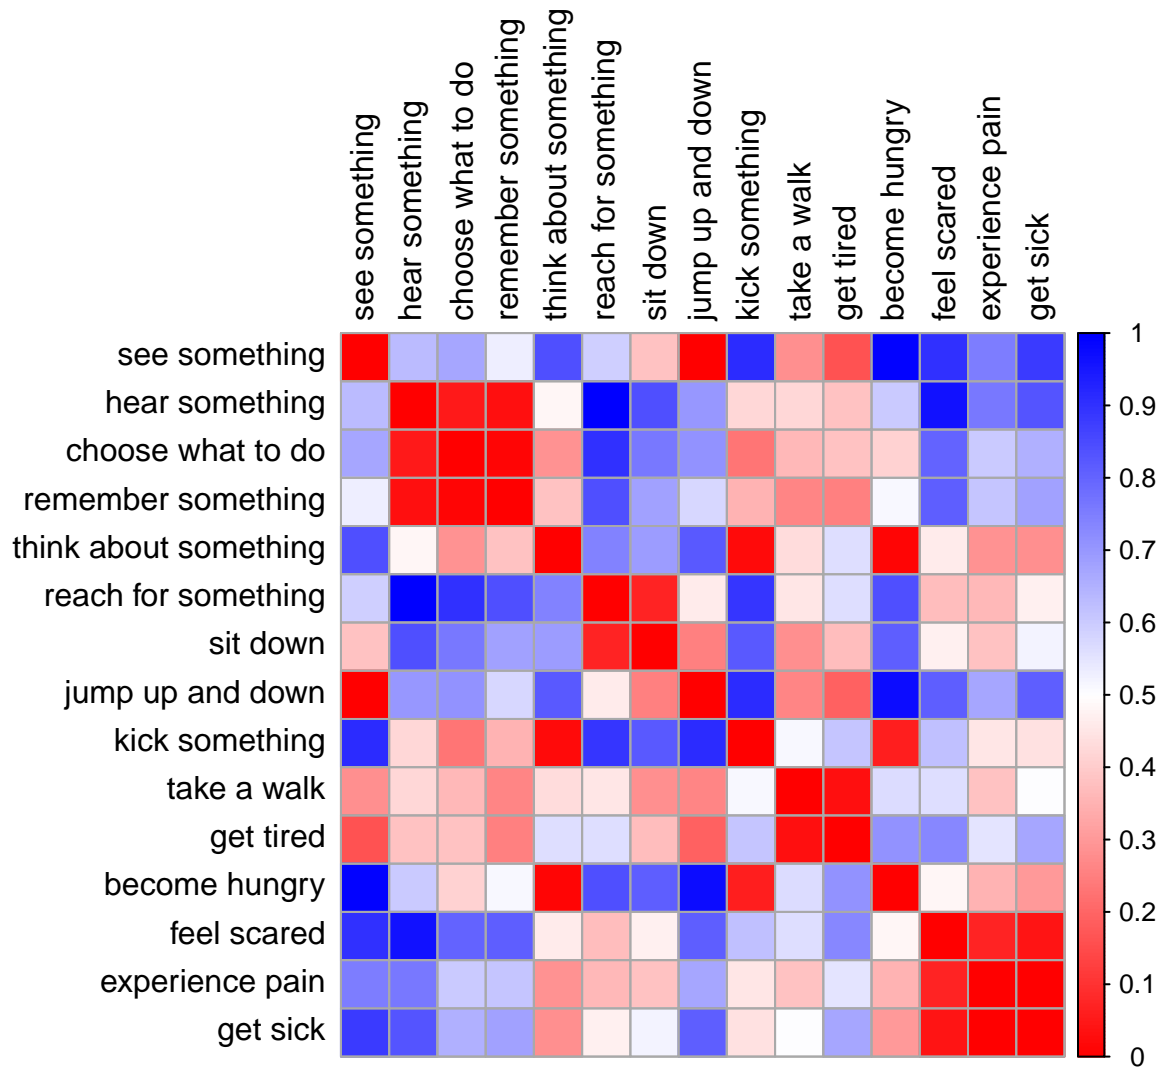 see something
hear something
choose what to do
remember something
think about something
reach for something
sit down
jump up and down
kick something
take a walk
get tired
become hungry
feel scared
experience pain
get sick
see something
hear something
choose what to do
remember something
think about something
reach for something
sit down
jump up and down
kick something
take a walk
get tired
become hungry
feel scared
experience pain
get sick
1
0.9
0.8
0.7
0.6
0.5
0.4
0.3
0.2
0.1
0